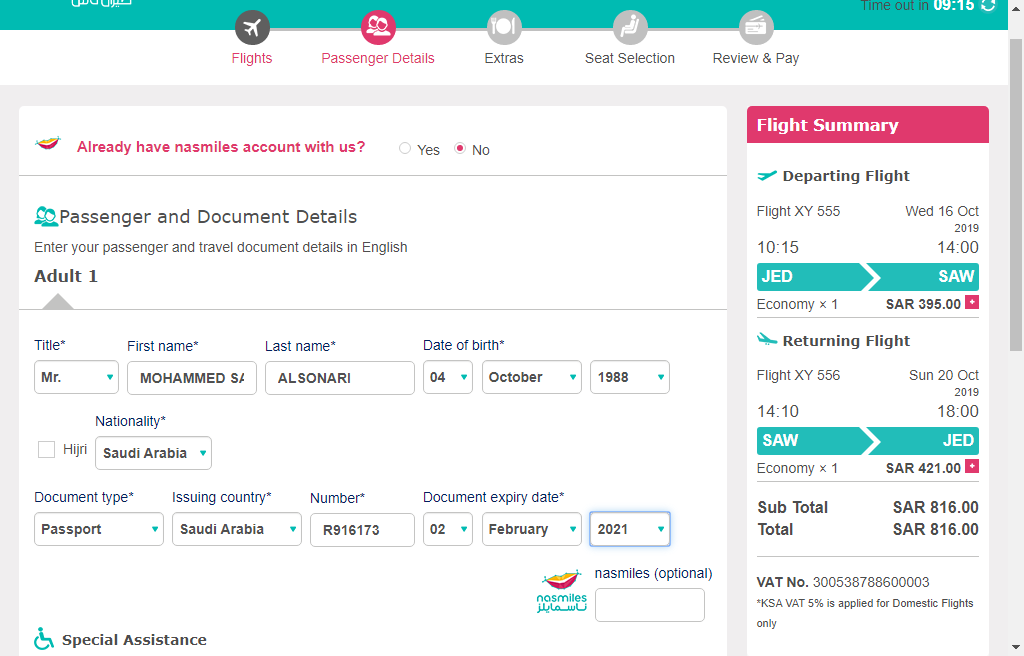 طيران ناس
Time out in 09:15
Flights
Passenger Details
Extras
Seat Selection
Review & Pay
Already have nasmiles account with us?
Yes
No
Passenger and Document Details
Enter your passenger and travel document details in English
Adult 1
Title* First name* Last name* Date of birth*
Mr. MOHAMMED SA ALSONARI 04 October 1988
Nationality*
Hijri Saudi Arabia
Document type* Issuing country* Number* Document expiry date*
Passport Saudi Arabia R916173 02 February 2021
nasmiles (optional)
nasmiles
ناسمايلز
Special Assistance
Flight Summary
Departing Flight
Flight XY 555 Wed 16 Oct
2019
10:15 14:00
JED SAW
Economy × 1 SAR 395.00 +
Returning Flight
Flight XY 556 Sun 20 Oct
2019
14:10 18:00
SAW JED
Economy × 1 SAR 421.00 +
Sub Total SAR 816.00
Total SAR 816.00
VAT No. 300538788600003
*KSA VAT 5% is applied for Domestic Flights
only